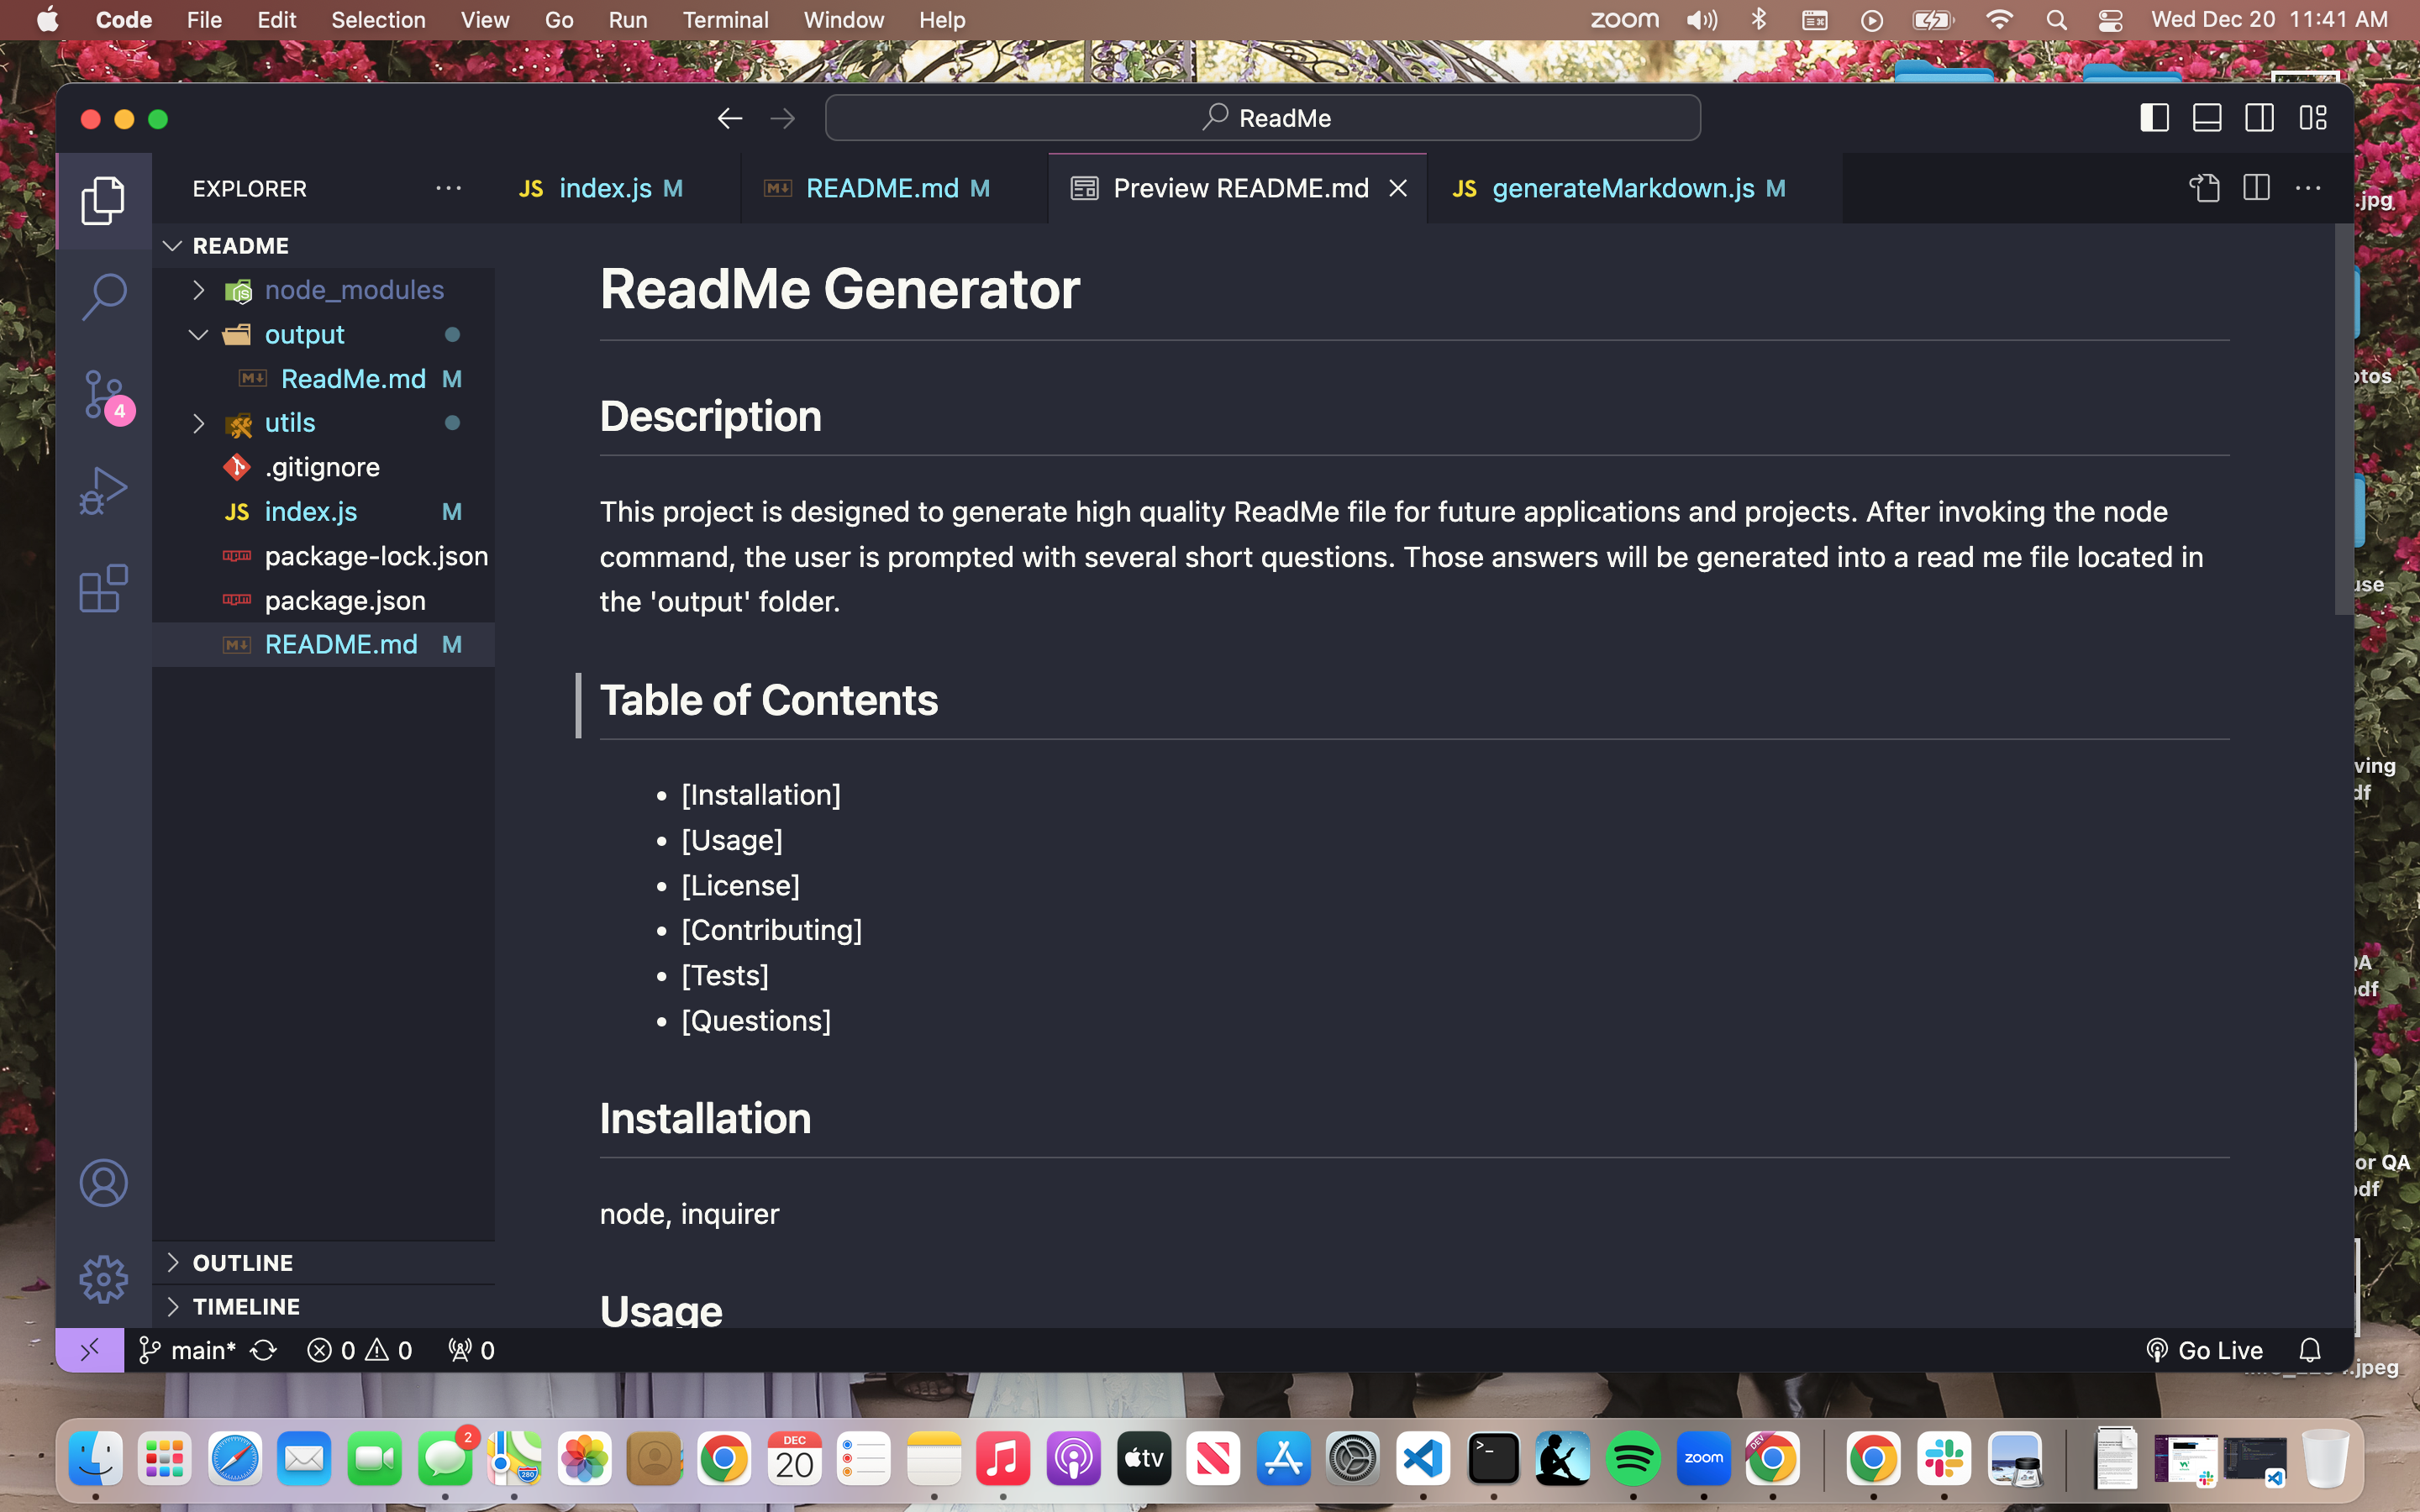 Code File Edit Selection View Go Run Terminal Window Help zoom Wed Dec 20 11:41 AM
ReadMe
EXPLORER
JS index.js M
README.md M
Preview README.md
JS generateMarkdown.js M
README
node_modules
output
ReadMe.md M
utils
.gitignore
JS index.js M
package-lock.json
package.json
README.md M
4
OUTLINE
TIMELINE
ReadMe Generator
Description
This project is designed to generate high quality ReadMe file for future applications and projects. After invoking the node
command, the user is prompted with several short questions. Those answers will be generated into a read me file located in
the 'output' folder.
Table of Contents
• [Installation]
• [Usage]
• [License]
• [Contributing]
• [Tests]
• [Questions]
Installation
node, inquirer
Usage
main* 0 0 0 Go Live
.jpg
or QA
.jpeg
2
280
DEC
20
tv
zoom
DEV